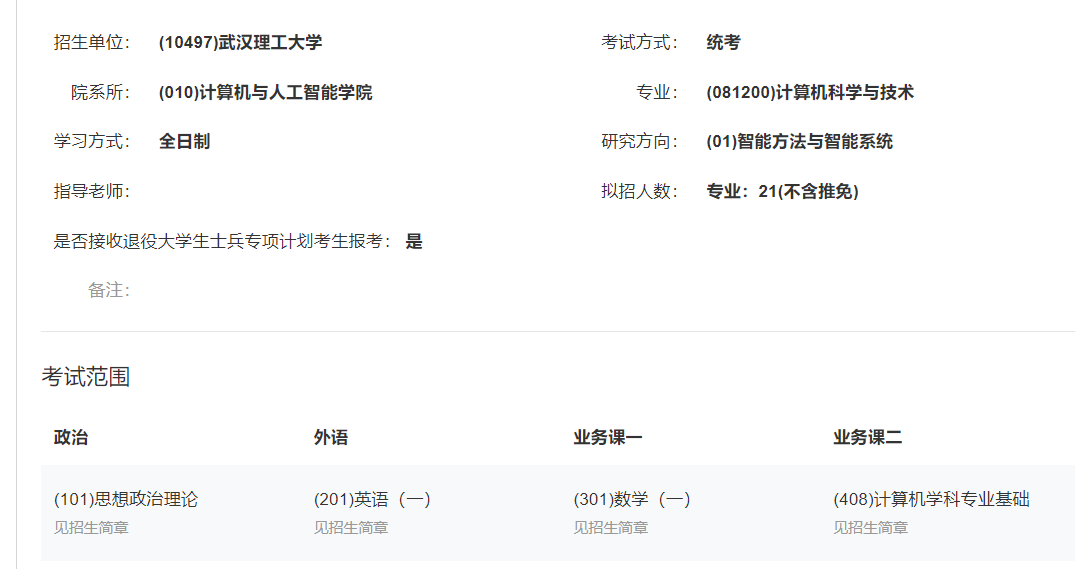 招生单位： (10497)武汉理工大学 考试方式： 统考
院系所： (010)计算机与人工智能学院 专业： (081200)计算机科学与技术
学习方式： 全日制 研究方向： (01)智能方法与智能系统
指导老师： 拟招人数： 专业：21(不含推免)
是否接收退役大学生士兵专项计划考生报考： 是
备注：
考试范围
政治 外语 业务课一 业务课二
(101)思想政治理论 (201)英语（一） (301)数学（一） (408)计算机学科专业基础
见招生简章 见招生简章 见招生简章 见招生简章